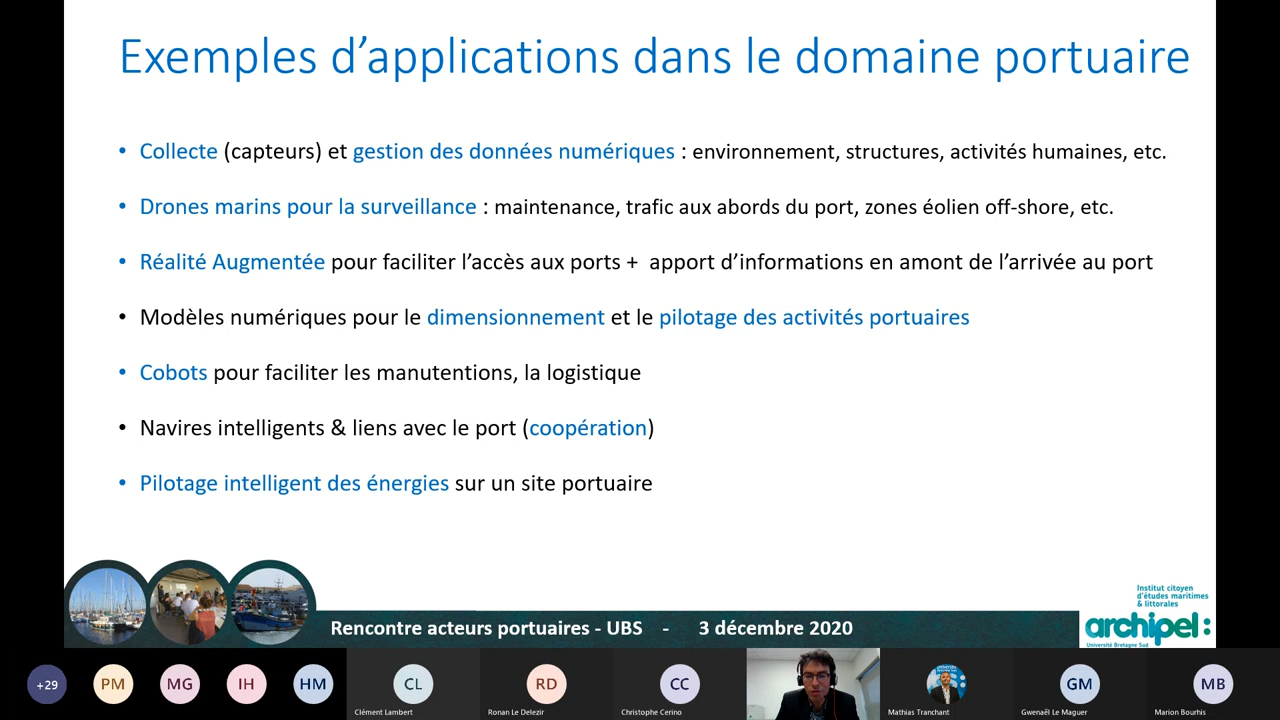 Exemples d’applications dans le domaine portuaire
• Collecte (capteurs) et gestion des données numériques : environnement, structures, activités humaines, etc.
• Drones marins pour la surveillance : maintenance, trafic aux abords du port, zones éolien off-shore, etc.
• Réalité Augmentée pour faciliter l’accès aux ports + apport d’informations en amont de l’arrivée au port
• Modèles numériques pour le dimensionnement et le pilotage des activités portuaires
• Cobots pour faciliter les manutentions, la logistique
• Navires intelligents & liens avec le port (coopération)
• Pilotage intelligent des énergies sur un site portuaire
Institut citoyen
d'études maritimes
& littorales
archipel:
Université Bretagne Sud
Rencontre acteurs portuaires - UBS - 3 décembre 2020
+29 PM MG IH HM CL RD CC GM MB
Clément Lambert Ronan Le Delezir Christophe Cerino Mathias Tranchant Gwenaël Le Maguer Marion Bourhis